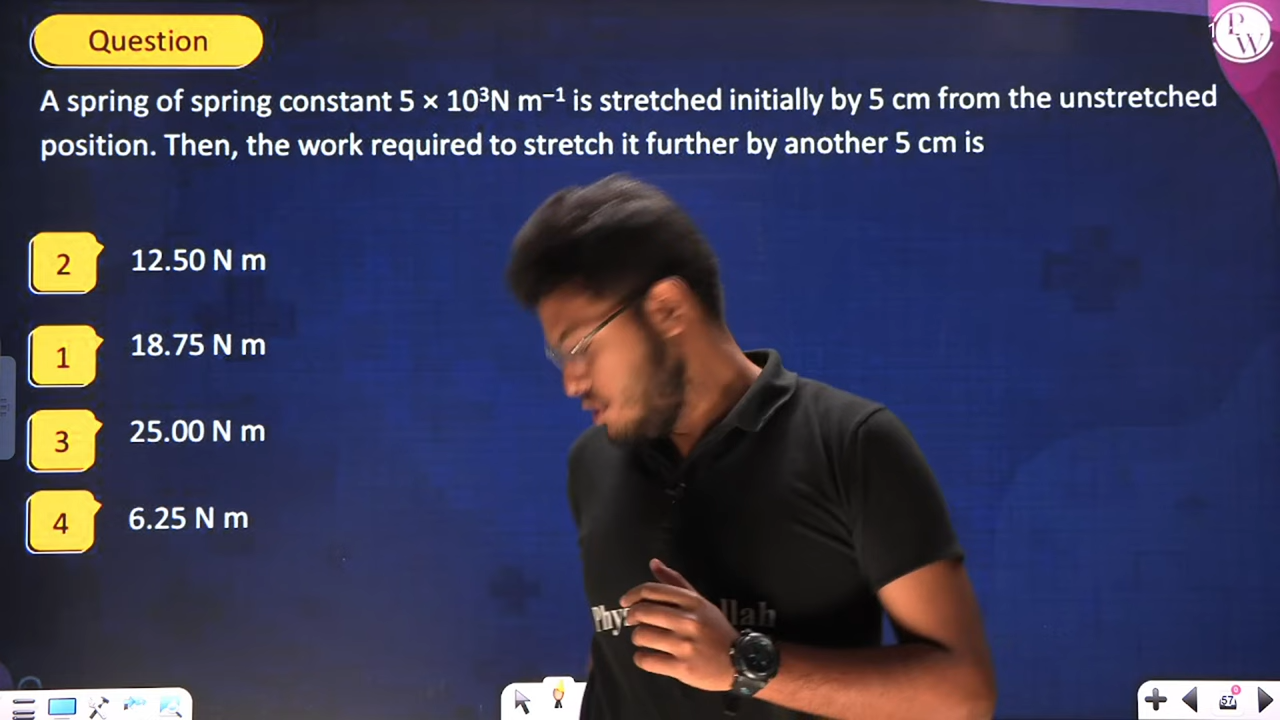 Question
A spring of spring constant 5 × 10³N m⁻¹ is stretched initially by 5 cm from the unstretched
position. Then, the work required to stretch it further by another 5 cm is
2 12.50 N m
1 18.75 N m
3 25.00 N m
4 6.25 N m
PW
57